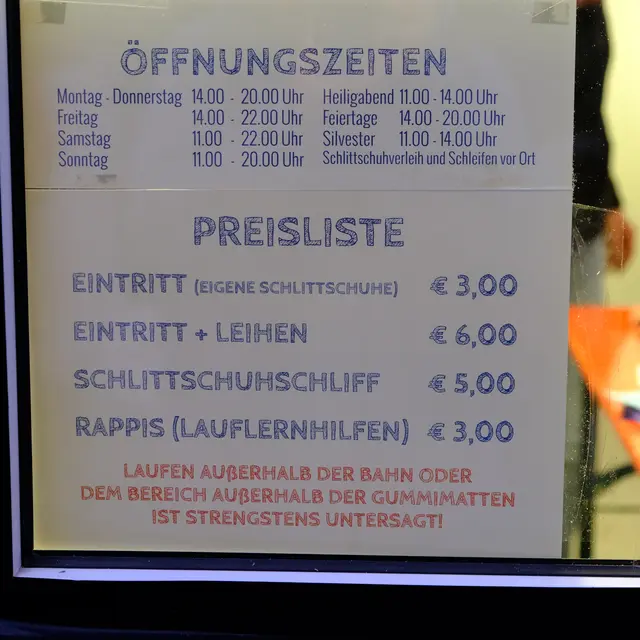 ÖFFNUNGSZEITEN
Montag - Donnerstag 14.00 - 20.00 Uhr
Freitag 14.00 - 22.00 Uhr
Samstag 11.00 - 22.00 Uhr
Sonntag 11.00 - 20.00 Uhr
Heiligabend 11.00 - 14.00 Uhr
Feiertage 14.00 - 20.00 Uhr
Silvester 11.00 - 14.00 Uhr
Schlittschuhverleih und Schleifen vor Ort
PREISLISTE
EINTRITT (EIGENE SCHLITTSCHUHE) € 3,00
EINTRITT + LEIHEN € 6,00
SCHLITTSCHUHSCHLIFF € 5,00
RAPPIS (LAUFLERNHILFEN) € 3,00
LAUFEN AUßERHALB DER BAHN ODER
DEM BEREICH AUßERHALB DER GUMMIMATTEN
IST STRENGSTENS UNTERSAGT!